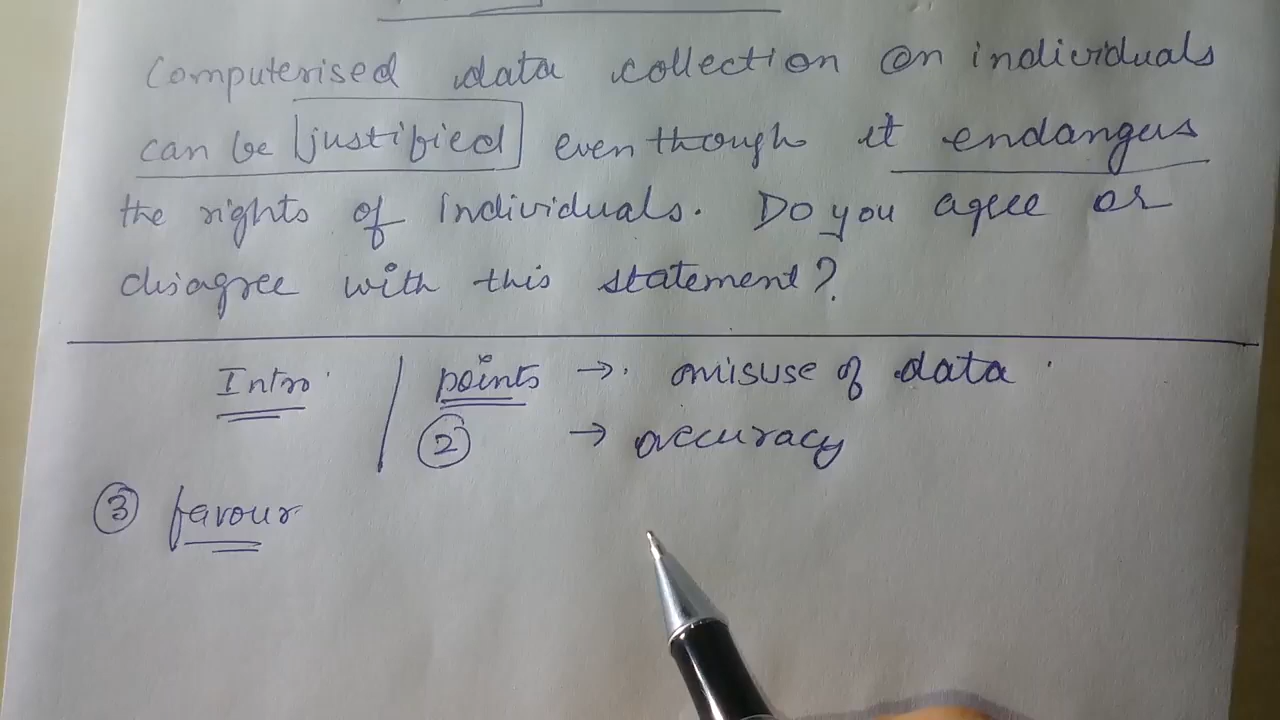 Computerised data collection on individuals
can be justified even though it endangers
the rights of individuals. Do you agree or
disagree with this statement?
Intro / points → misuse of data
② → accuracy
③ favour